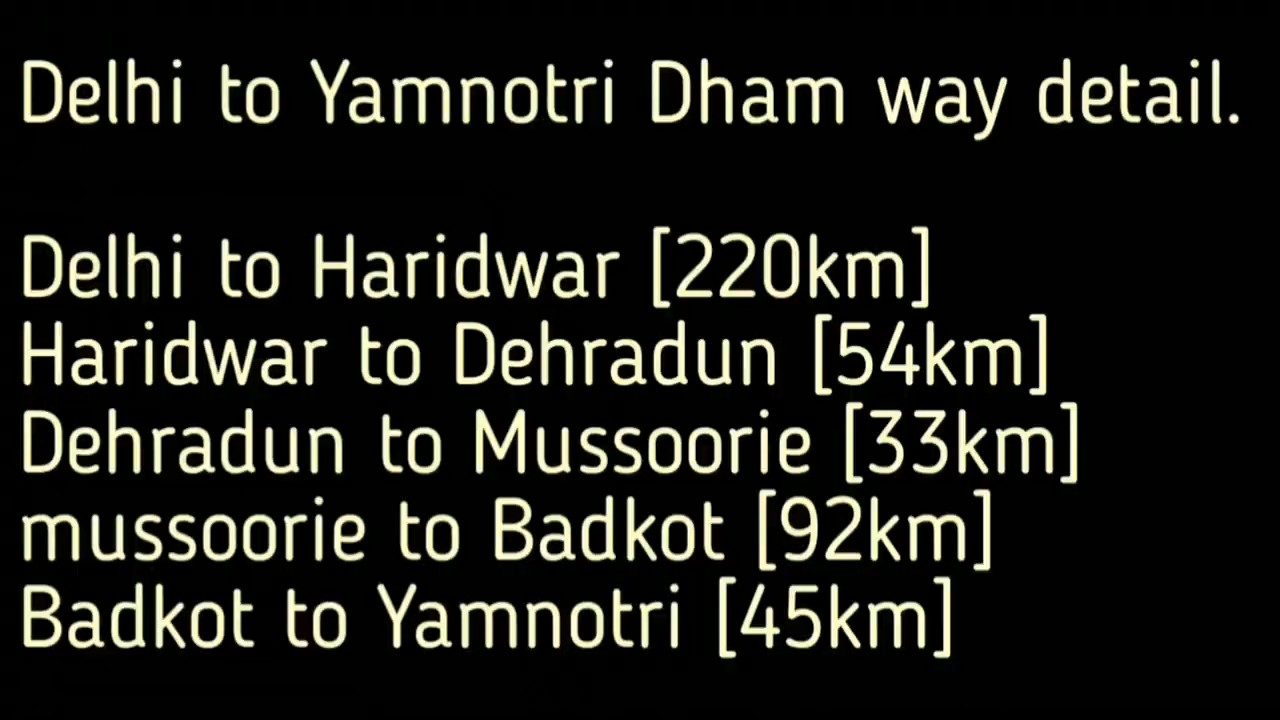 Delhi to Yamnotri Dham way detail.
Delhi to Haridwar [220km]
Haridwar to Dehradun [54km]
Dehradun to Mussoorie [33km]
mussoorie to Badkot [92km]
Badkot to Yamnotri [45km]